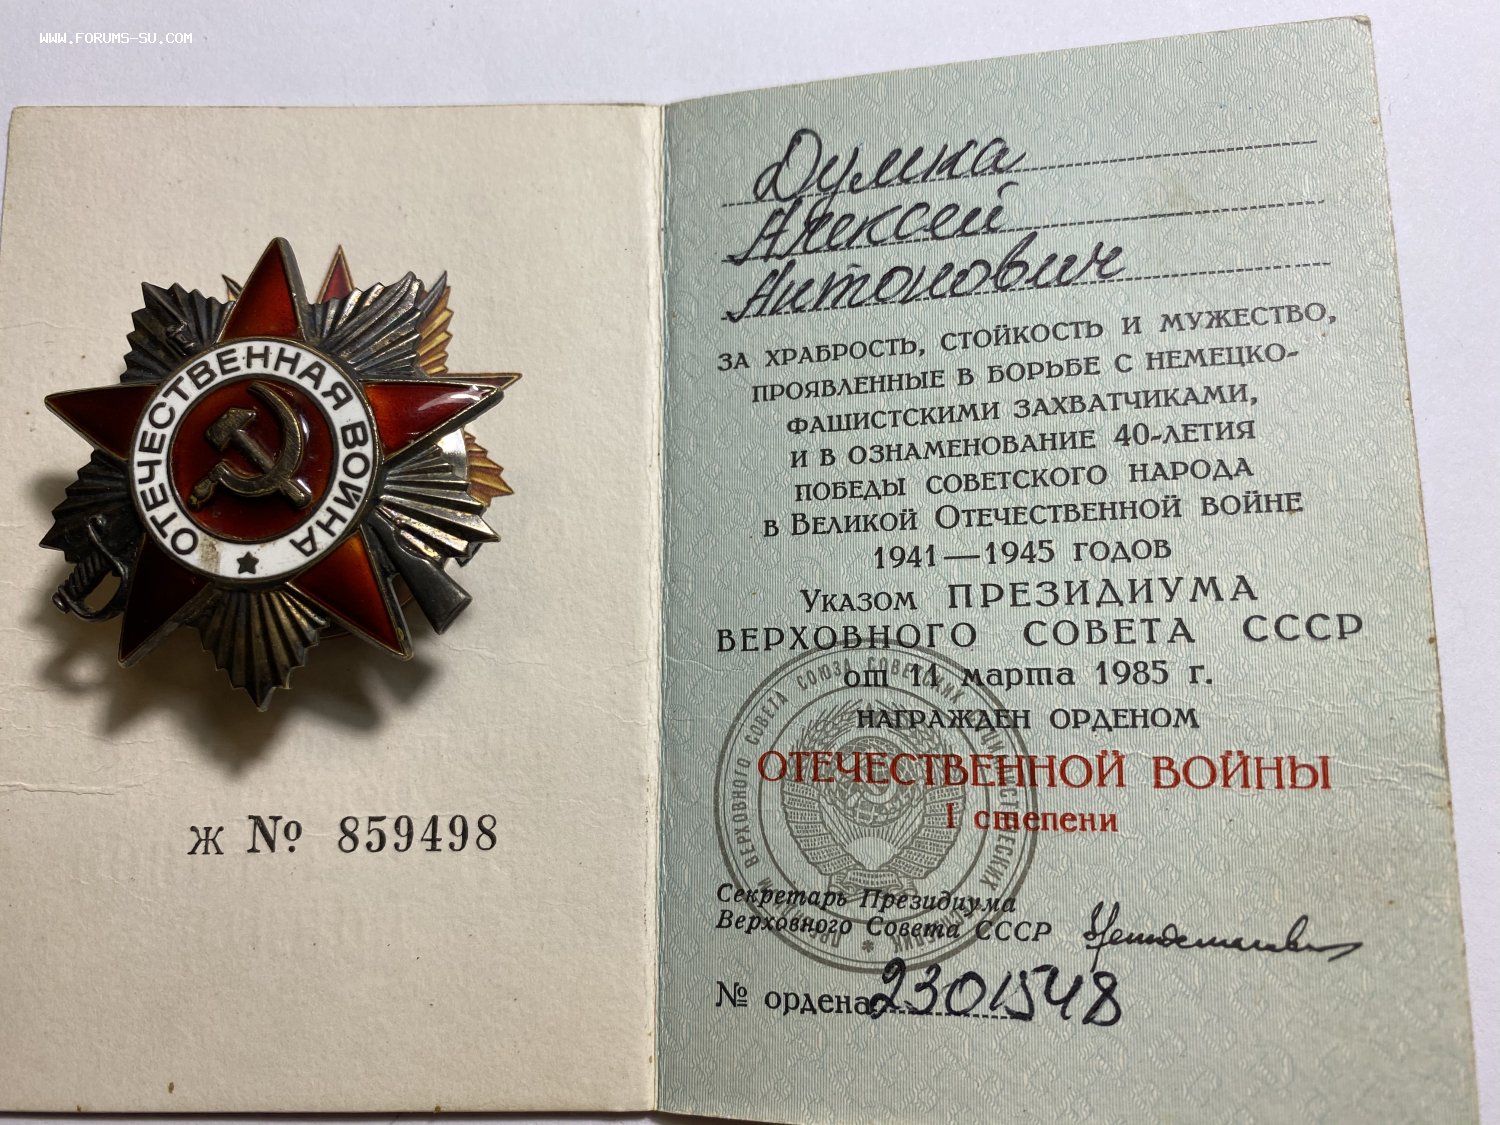 WWW.FORUMS-SU.COM
ОТЕЧЕСТВЕННАЯ ВОЙНА
Ж № 859498
Думка
Алексей
Антонович
ЗА ХРАБРОСТЬ, СТОЙКОСТЬ И МУЖЕСТВО,
ПРОЯВЛЕННЫЕ В БОРЬБЕ С НЕМЕЦКО-
ФАШИСТСКИМИ ЗАХВАТЧИКАМИ,
И В ОЗНАМЕНОВАНИЕ 40-ЛЕТИЯ
ПОБЕДЫ СОВЕТСКОГО НАРОДА
В ВЕЛИКОЙ ОТЕЧЕСТВЕННОЙ ВОЙНЕ
1941—1945 ГОДОВ
УКАЗОМ ПРЕЗИДИУМА
ВЕРХОВНОГО СОВЕТА СССР
от 11 марта 1985 г.
НАГРАЖДЕН ОРДЕНОМ
ОТЕЧЕСТВЕННОЙ ВОЙНЫ
I степени
Секретарь Президиума
Верховного Совета СССР
№ ордена 2301548